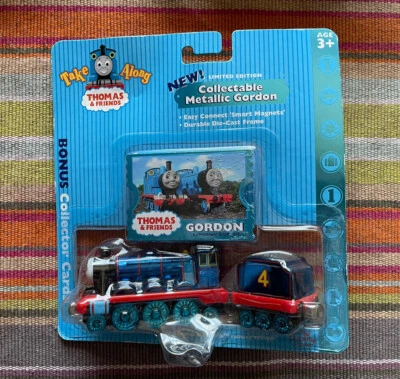 Take Along
THOMAS
& FRIENDS
NEW! LIMITED EDITION
Collectable
Metallic Gordon
• Easy Connect 'Smart Magnets'
• Durable Die-Cast Frame
AGE
3+
BONUS Collector Card
THOMAS
& FRIENDS
GORDON
1
4